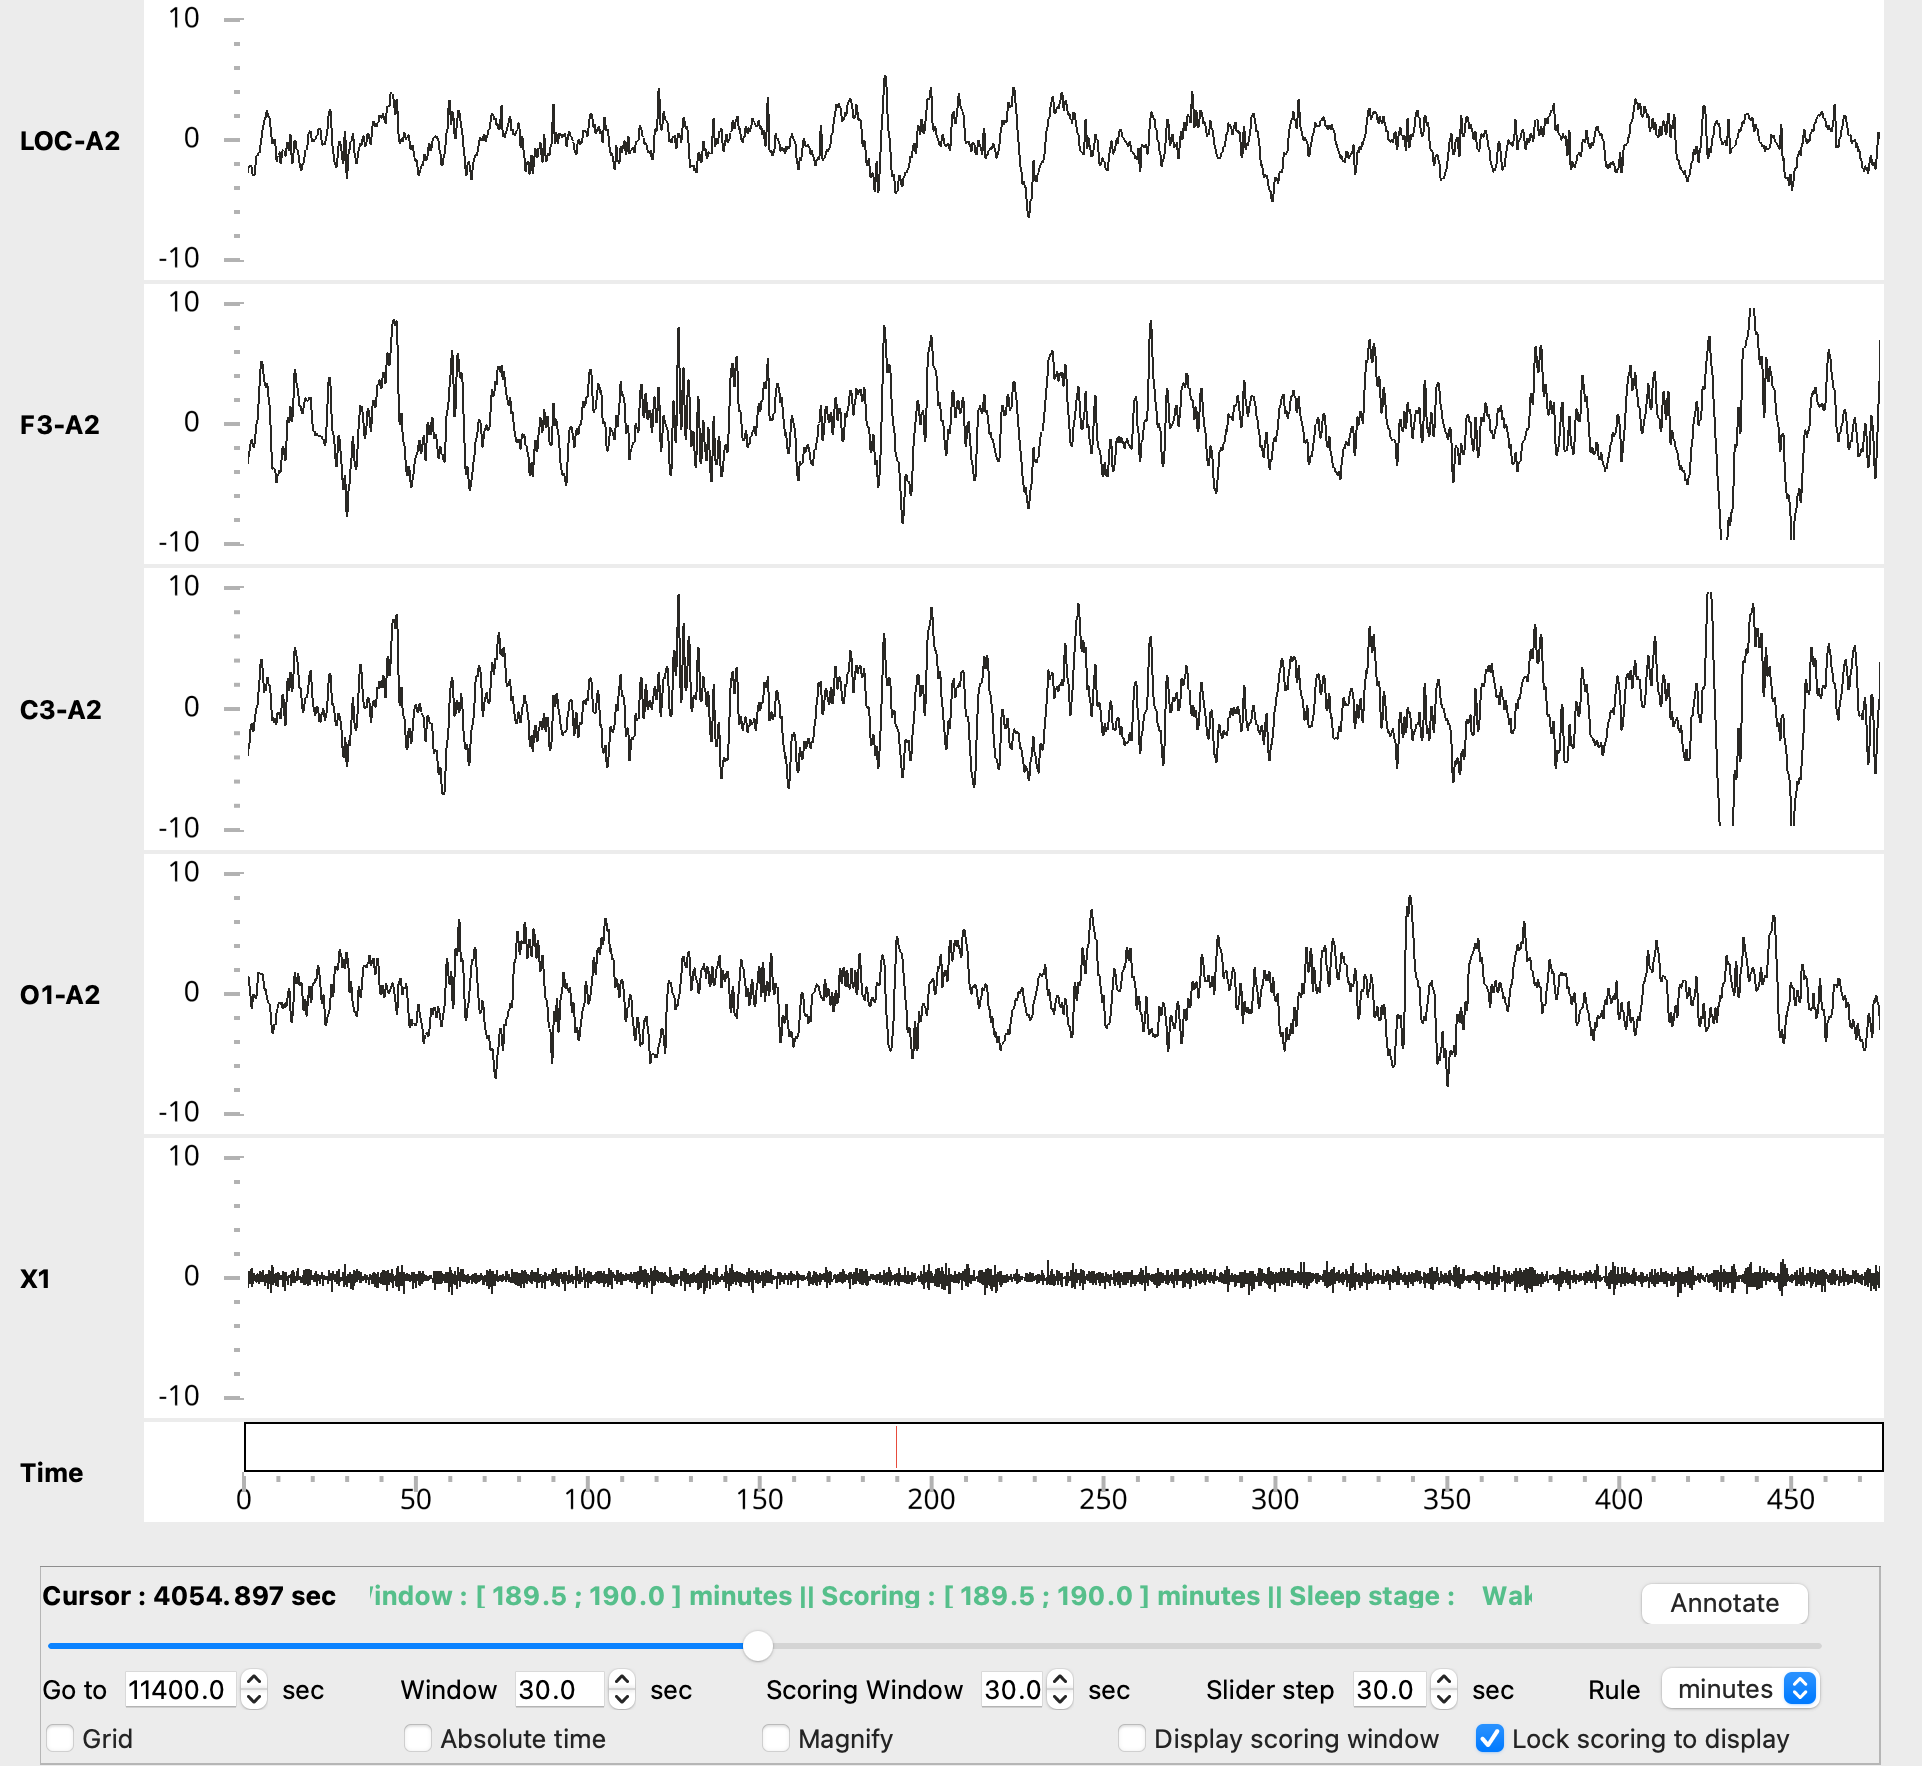 10
LOC-A2 0
-10
10
F3-A2 0
-10
10
C3-A2 0
-10
10
O1-A2 0
-10
10
X1 0
-10
Time
0 50 100 150 200 250 300 350 400 450
Cursor : 4054.897 sec : [ 189.5 ; 190.0 ] minutes || Scoring : [ 189.5 ; 190.0 ] minutes || Sleep stage : Annotate
Go to 11400.0 sec Window 30.0 sec Scoring Window 30.0 sec Slider step 30.0 sec Rule minutes
Grid Absolute time Magnify Display scoring window Lock scoring to display